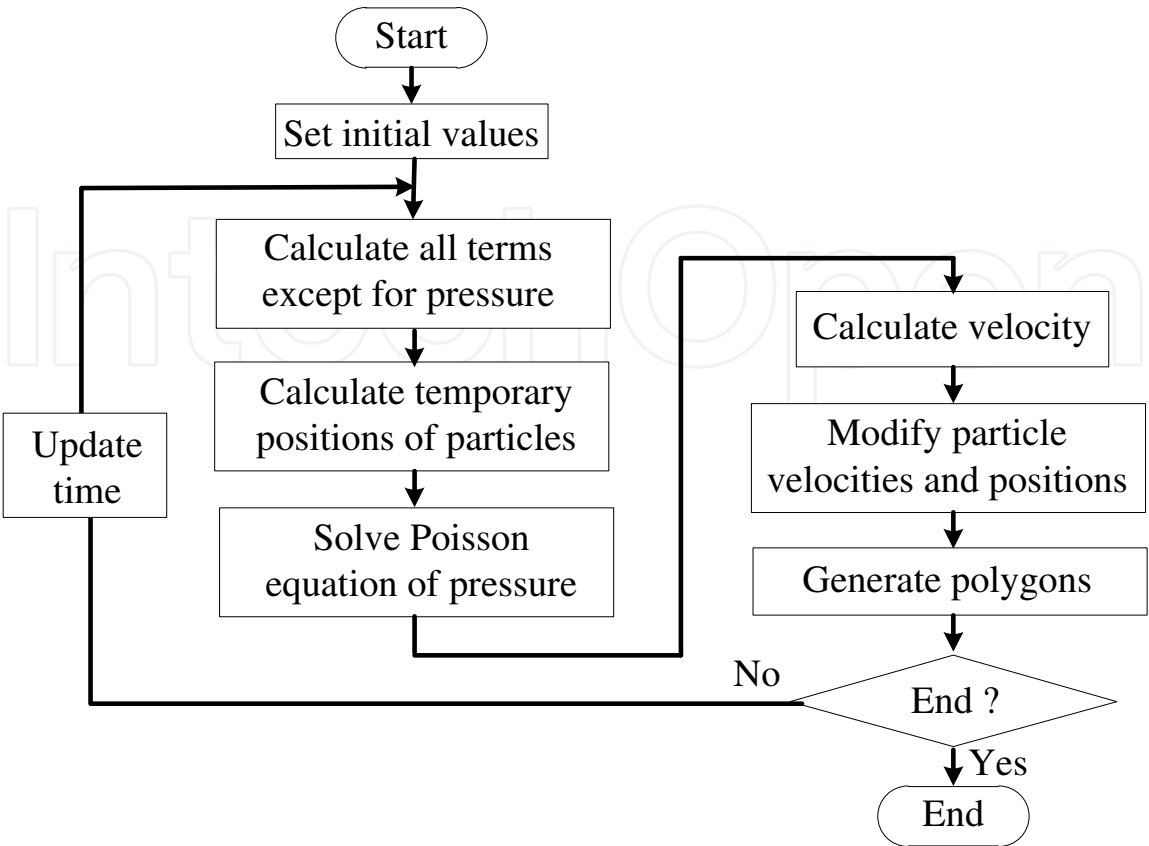 Start
Set initial values
Calculate all terms
except for pressure
Calculate temporary
positions of particles
Solve Poisson
equation of pressure
Update
time
Calculate velocity
Modify particle
velocities and positions
Generate polygons
No
End ?
Yes
End
IntechOpen